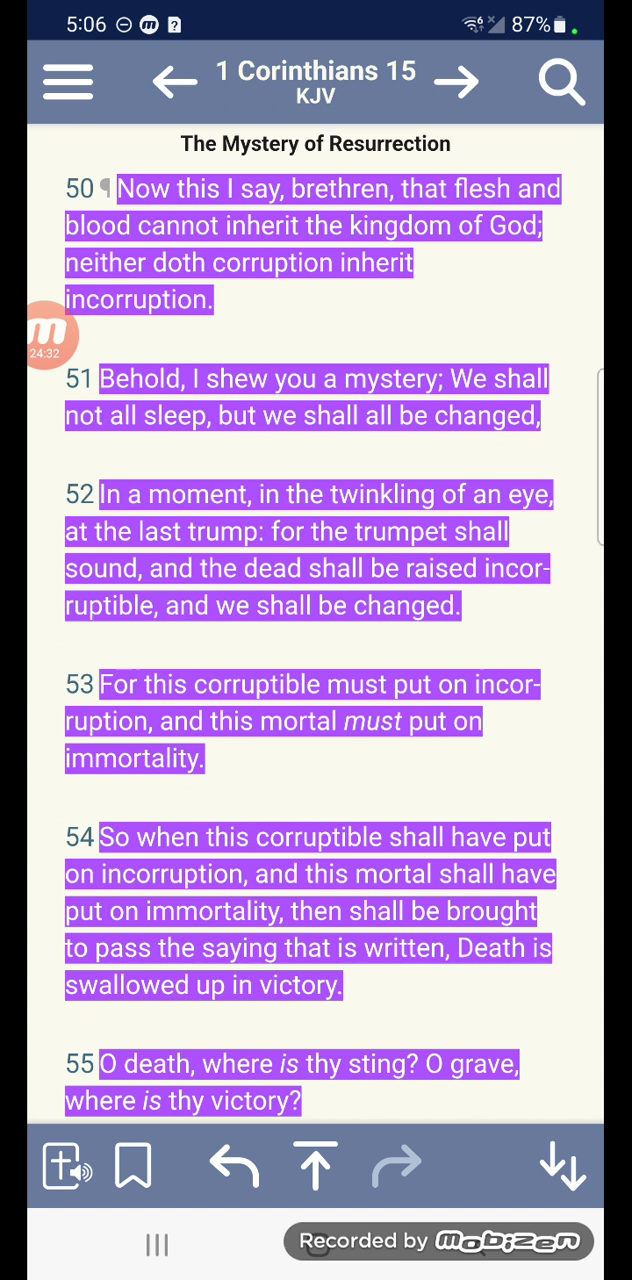 5:06 m ? 6 87%
1 Corinthians 15
KJV
The Mystery of Resurrection
50 ¶ Now this I say, brethren, that flesh and
blood cannot inherit the kingdom of God;
neither doth corruption inherit
incorruption.
m
24:32
51 Behold, I shew you a mystery; We shall
not all sleep, but we shall all be changed,
52 In a moment, in the twinkling of an eye,
at the last trump: for the trumpet shall
sound, and the dead shall be raised incor-
ruptible, and we shall be changed.
53 For this corruptible must put on incor-
ruption, and this mortal must put on
immortality.
54 So when this corruptible shall have put
on incorruption, and this mortal shall have
put on immortality, then shall be brought
to pass the saying that is written, Death is
swallowed up in victory.
55 O death, where is thy sting? O grave,
where is thy victory?
Recorded by mobizen